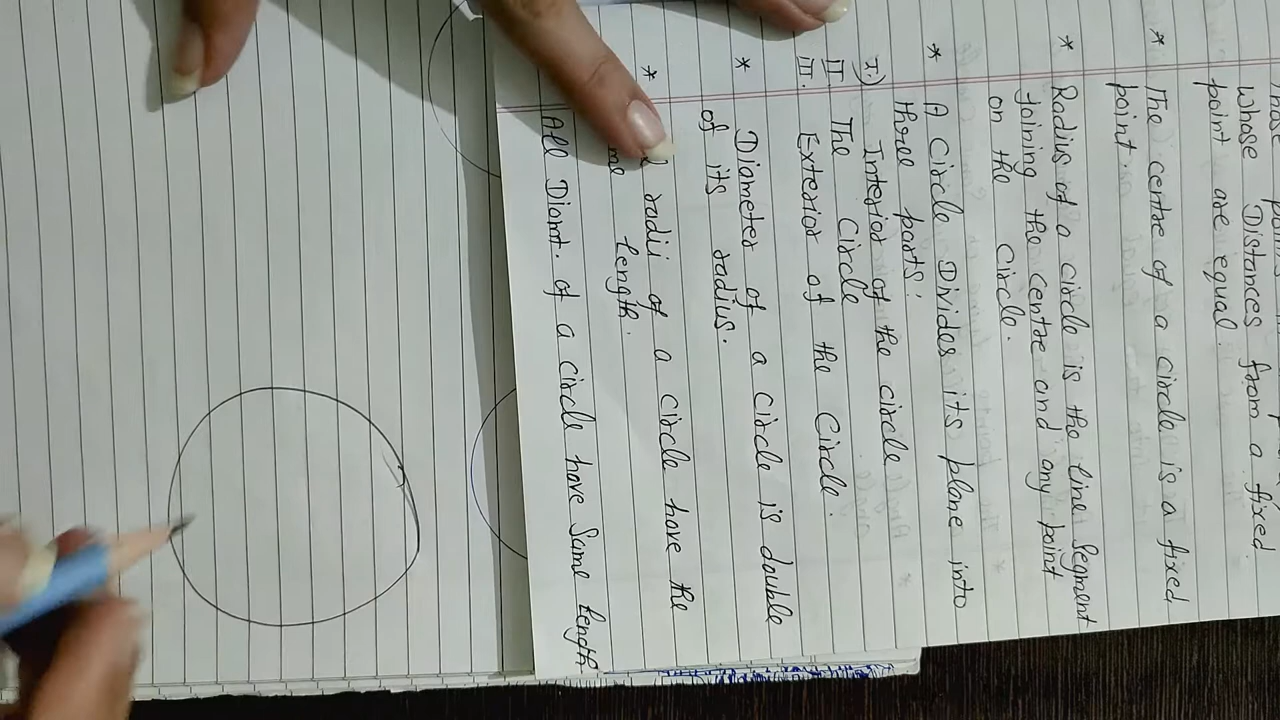 whose Distances from a fixed
point are equal.
* The centre of a circle is a fixed
point.
* Radius of a circle is the line segment
joining the centre and any point
on the circle.
* A circle Divides its plane into
three parts:
I) Interior of the circle
II. The Circle
III. Exterior of the Circle.
* Diameter of a circle is double
of its radius.
* radii of a circle have the
length.
All Diamt. of a circle have Same length